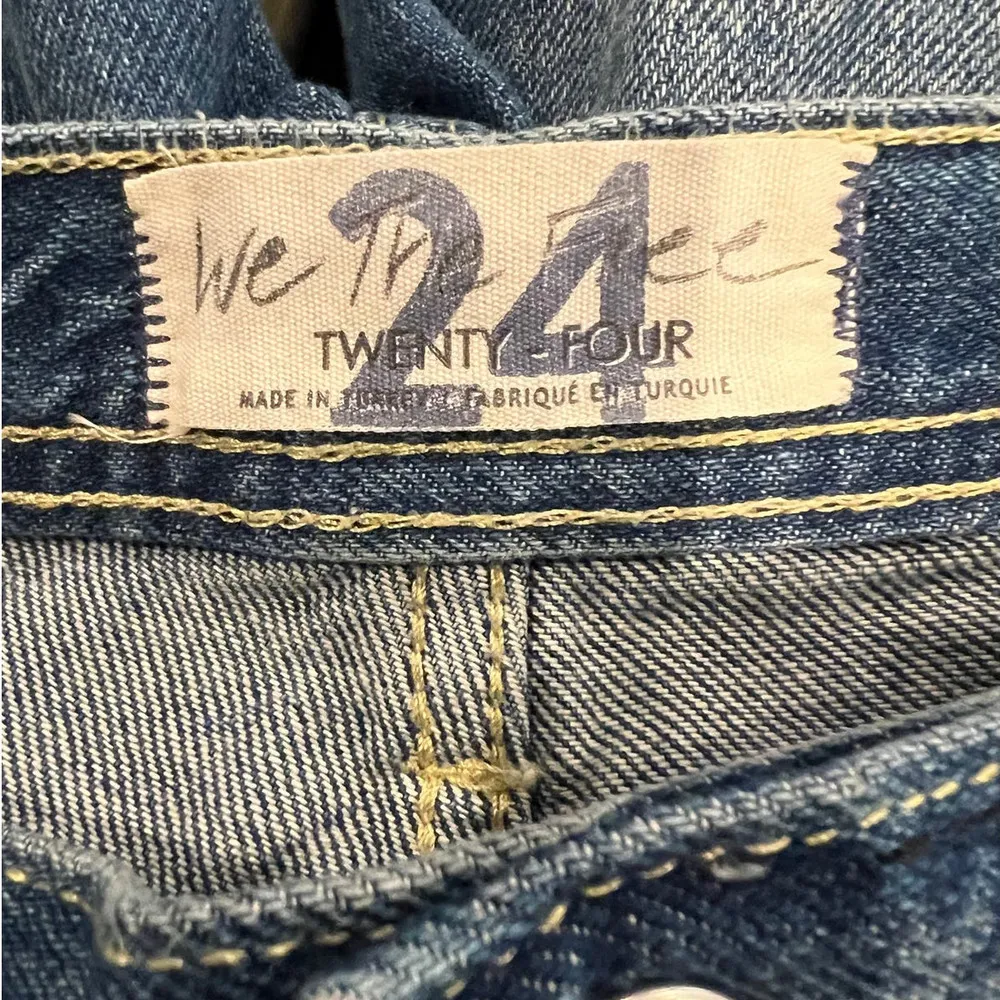 24
We The Free
TWENTY - FOUR
MADE IN TURKEY / FABRIQUÉ EN TURQUIE